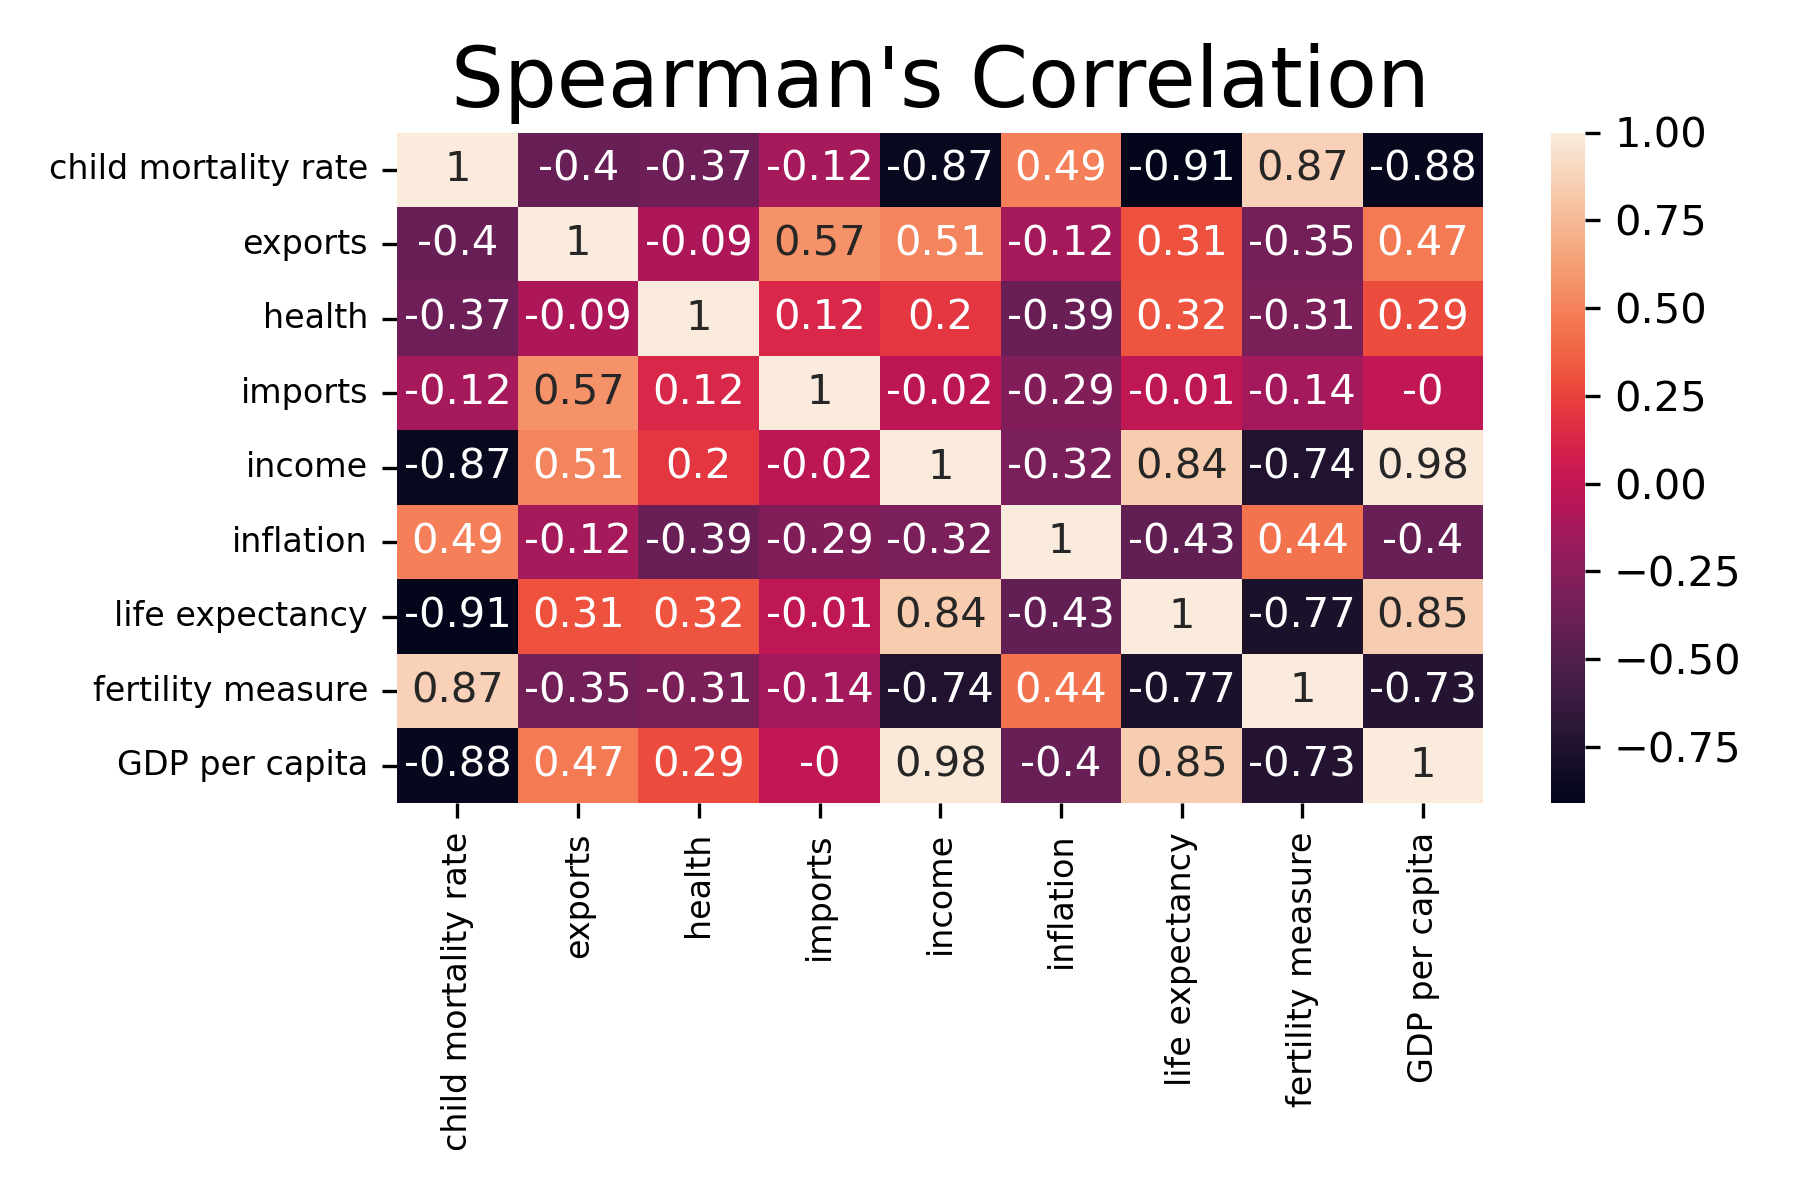 Spearman's Correlation
child mortality rate 1 -0.4 -0.37 -0.12 -0.87 0.49 -0.91 0.87 -0.88
exports -0.4 1 -0.09 0.57 0.51 -0.12 0.31 -0.35 0.47
health -0.37 -0.09 1 0.12 0.2 -0.39 0.32 -0.31 0.29
imports -0.12 0.57 0.12 1 -0.02 -0.29 -0.01 -0.14 -0
income -0.87 0.51 0.2 -0.02 1 -0.32 0.84 -0.74 0.98
inflation 0.49 -0.12 -0.39 -0.29 -0.32 1 -0.43 0.44 -0.4
life expectancy -0.91 0.31 0.32 -0.01 0.84 -0.43 1 -0.77 0.85
fertility measure 0.87 -0.35 -0.31 -0.14 -0.74 0.44 -0.77 1 -0.73
GDP per capita -0.88 0.47 0.29 -0 0.98 -0.4 0.85 -0.73 1
child mortality rate
exports
health
imports
income
inflation
life expectancy
fertility measure
GDP per capita
1.00
0.75
0.50
0.25
0.00
−0.25
−0.50
−0.75